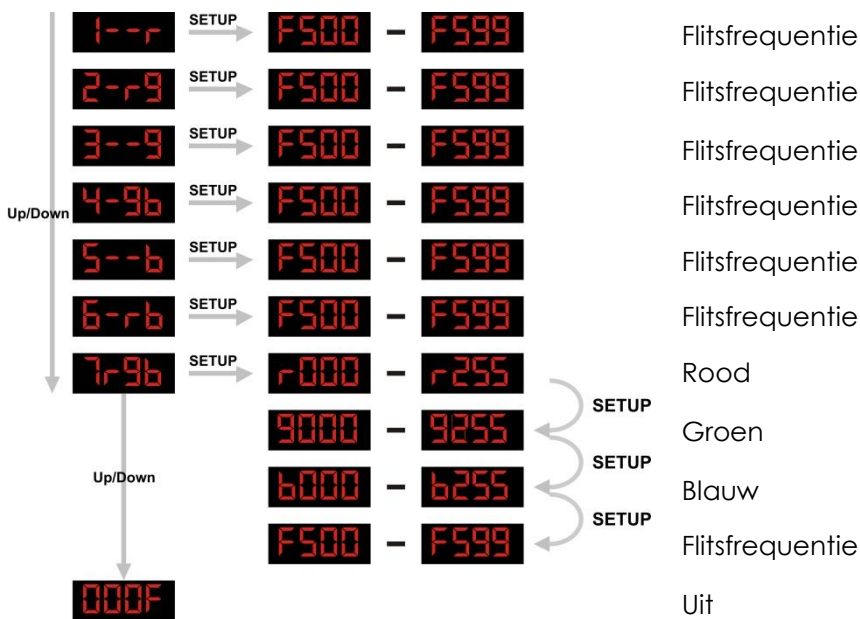 1--r SETUP F500 - F599 Flitsfrequentie
2-r9 SETUP F500 - F599 Flitsfrequentie
3--9 SETUP F500 - F599 Flitsfrequentie
4-9b SETUP F500 - F599 Flitsfrequentie
Up/Down
5--b SETUP F500 - F599 Flitsfrequentie
6-rb SETUP F500 - F599 Flitsfrequentie
7r9b SETUP r000 - r255 Rood
SETUP
9000 - 9255 Groen
SETUP
Up/Down
b000 - b255 Blauw
SETUP
F500 - F599 Flitsfrequentie
000F Uit